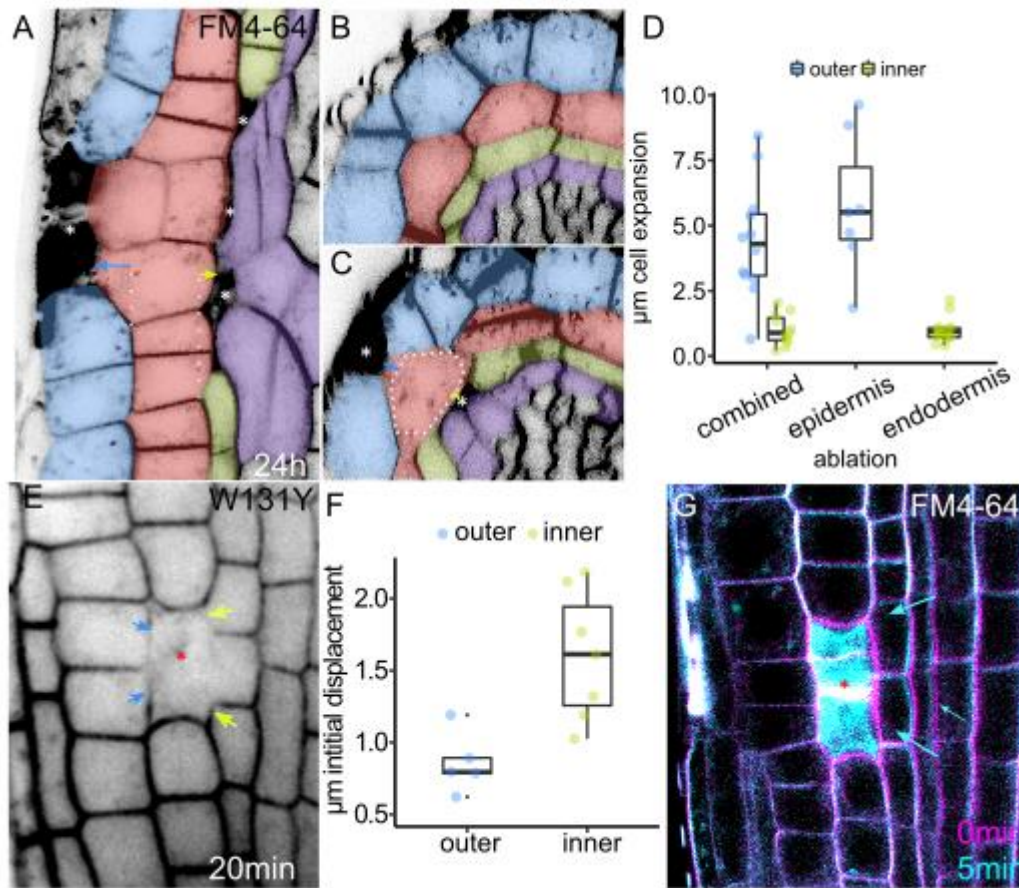 A FM4-64
24h
B
C
D
outer inner
µm cell expansion
10.0
7.5
5.0
2.5
0.0
combined
epidermis
endodermis
ablation
E W131Y
20min
F
outer inner
µm intitial displacement
2.0
1.5
1.0
0.5
outer inner
G FM4-64
0min
5min